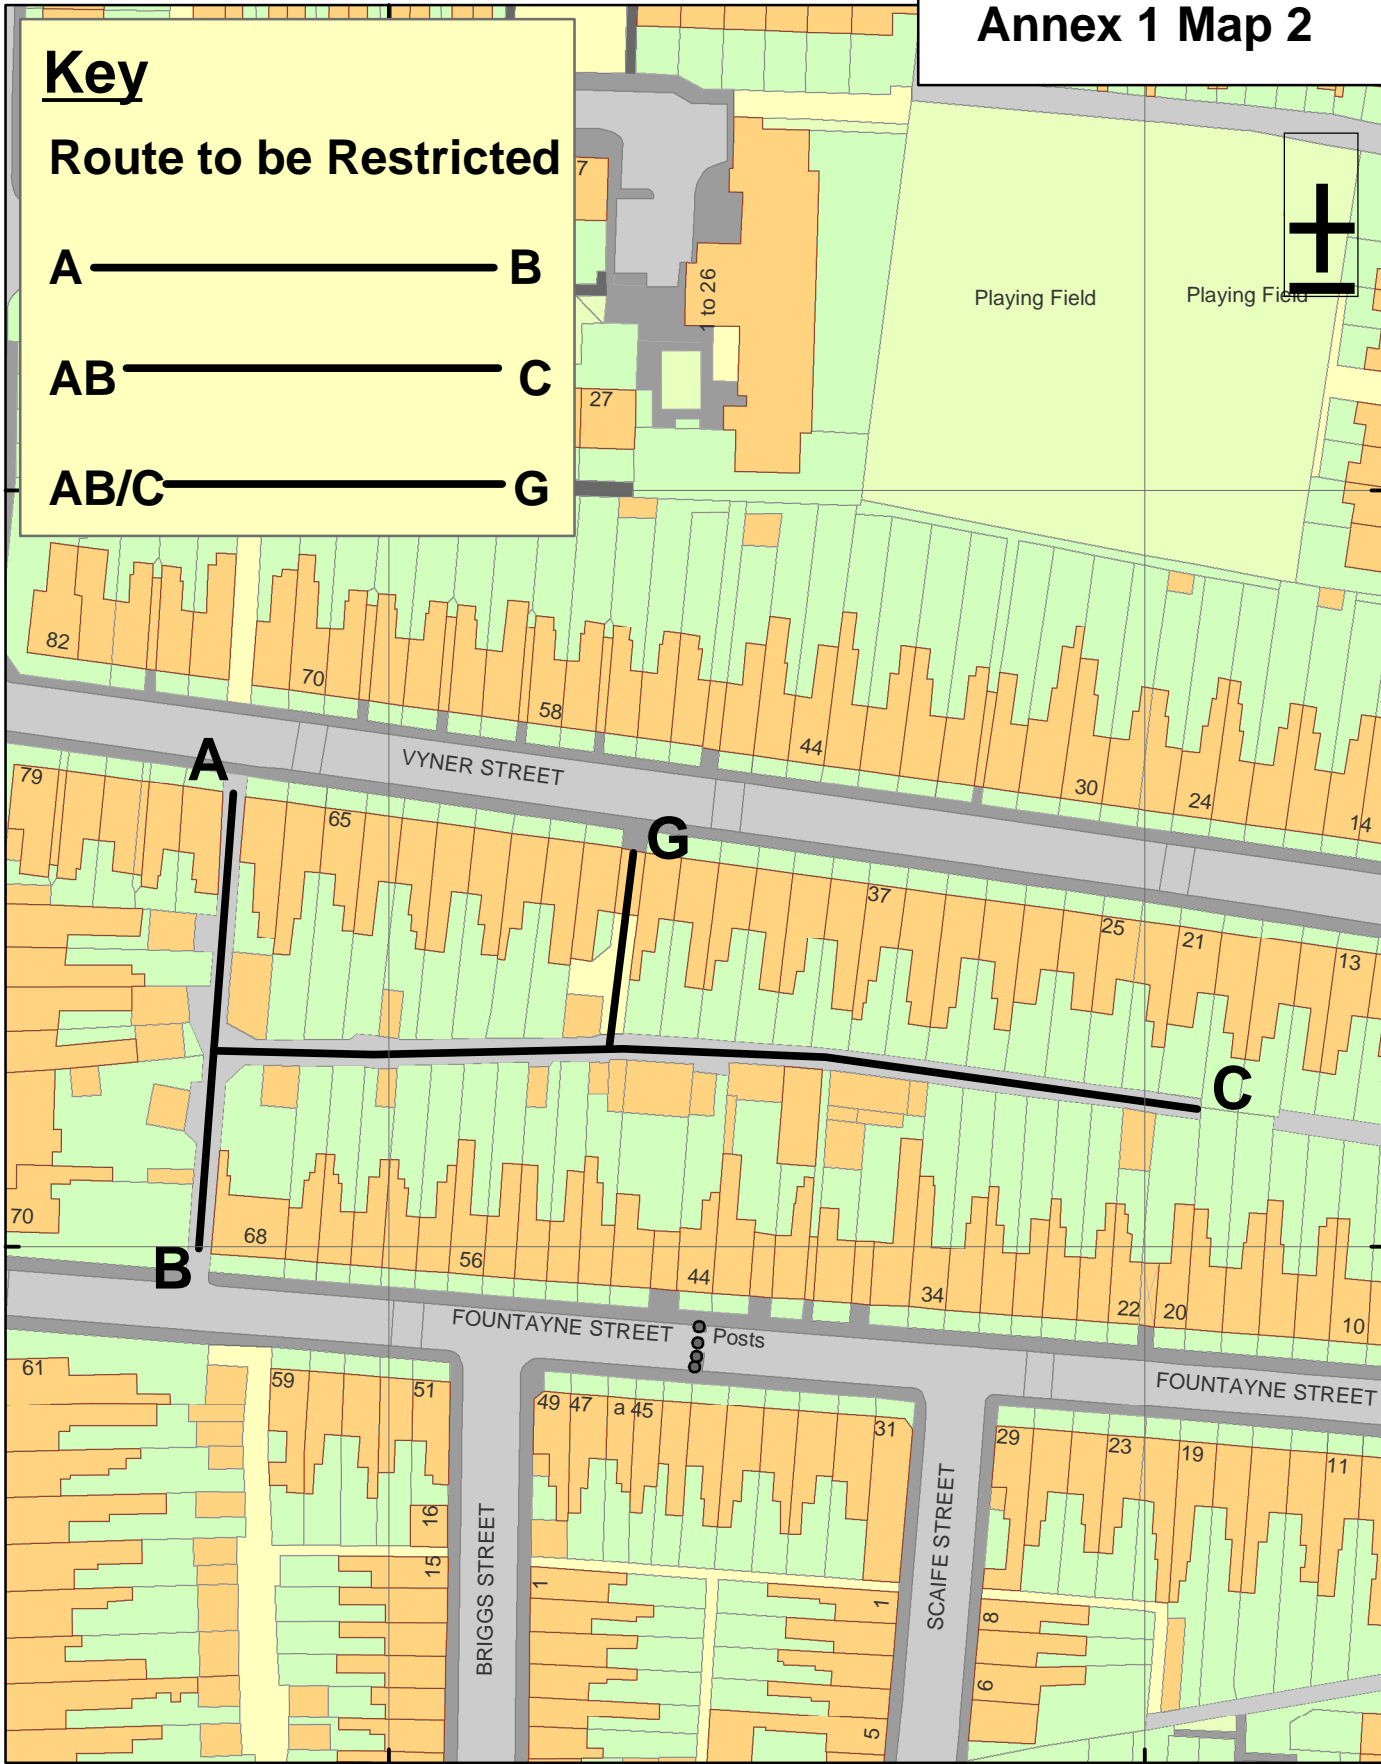 Annex 1 Map 2
Key
Route to be Restricted
A B
AB C
AB/C G
7
1 to 26
27
Playing Field
Playing Field
82
70
58
44
30
24
14
VYNER STREET
A
79
65
G
37
25
21
13
C
70
68
56
44
34
22
20
10
B
FOUNTAYNE STREET
Posts
FOUNTAYNE STREET
61
59
51
49
47
a 45
31
29
23
19
11
16
15
BRIGGS STREET
1
1
SCAIFE STREET
8
6
5